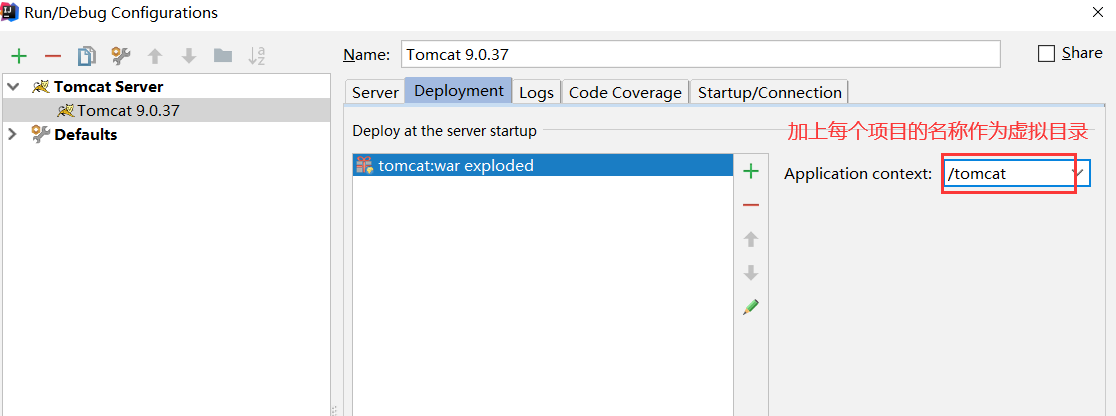 Run/Debug Configurations
Name: Tomcat 9.0.37
Share
Tomcat Server
Tomcat 9.0.37
Defaults
Server Deployment Logs Code Coverage Startup/Connection
Deploy at the server startup
加上每个项目的名称作为虚拟目录
tomcat:war exploded
Application context: /tomcat